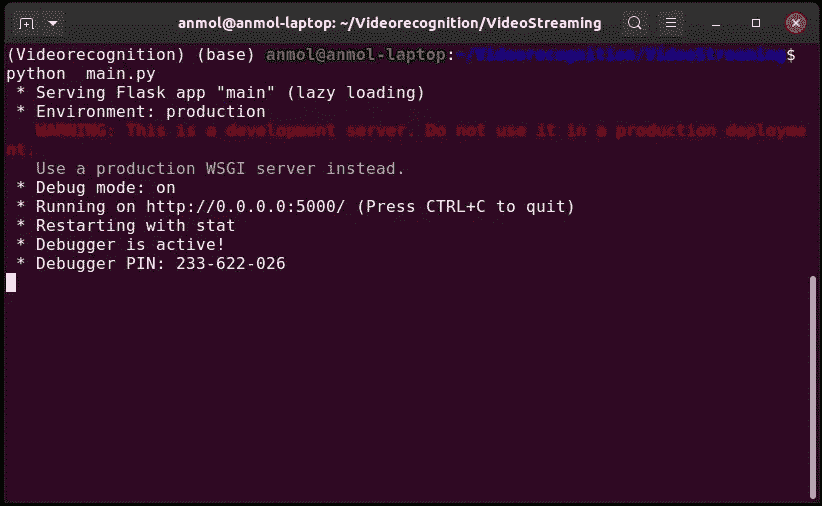 anmol@anmol-laptop: ~/Videorecognition/VideoStreaming
(Videorecognition) (base) anmol@anmol-laptop:~/Videorecognition/VideoStreaming$
python  main.py
 * Serving Flask app "main" (lazy loading)
 * Environment: production
   WARNING: This is a development server. Do not use it in a production deployme
nt.
   Use a production WSGI server instead.
 * Debug mode: on
 * Running on http://0.0.0.0:5000/ (Press CTRL+C to quit)
 * Restarting with stat
 * Debugger is active!
 * Debugger PIN: 233-622-026